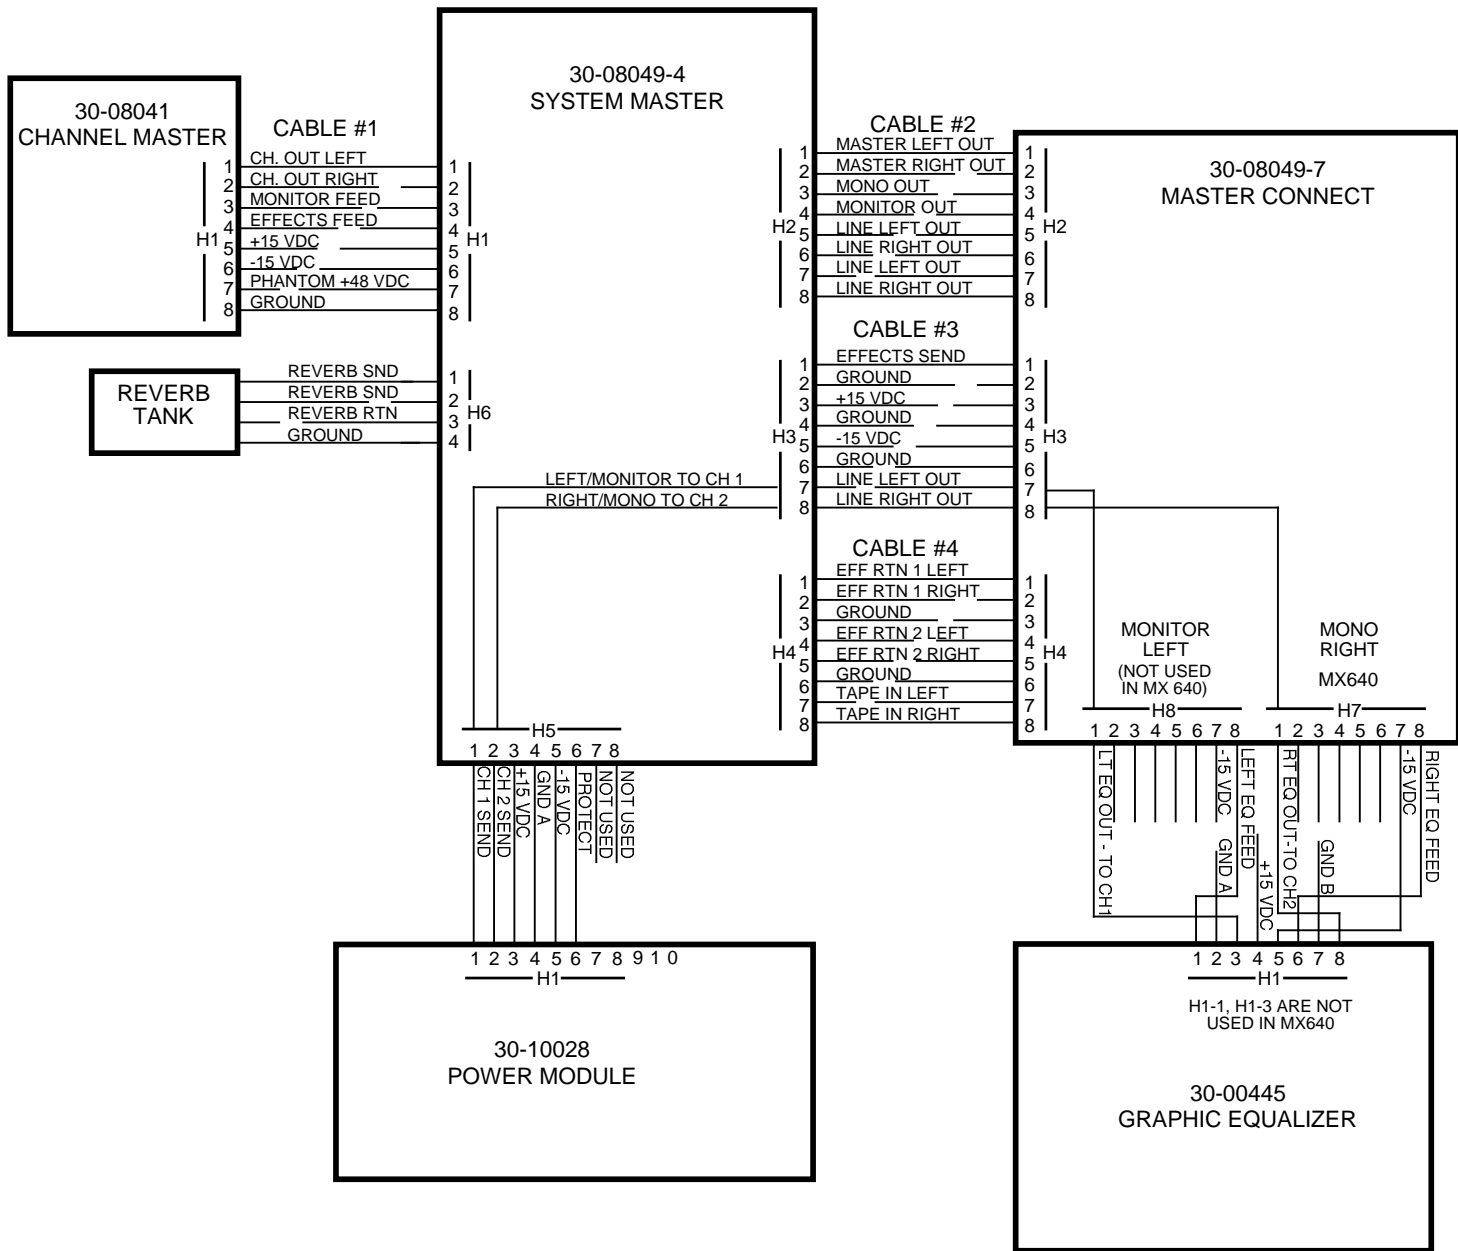 30-08041
CHANNEL MASTER
H1
1
2
3
4
5
6
7
8
CABLE #1
CH. OUT LEFT
CH. OUT RIGHT
MONITOR FEED
EFFECTS FEED
+15 VDC
-15 VDC
PHANTOM +48 VDC
GROUND
REVERB
TANK
REVERB SND
REVERB SND
REVERB RTN
GROUND
30-08049-4
SYSTEM MASTER
1
2
3
4
5
6
7
8
H1
1
2
3
4
H6
LEFT/MONITOR TO CH 1
RIGHT/MONO TO CH 2
H2
1
2
3
4
5
6
7
8
H3
1
2
3
4
5
6
7
8
H4
1
2
3
4
5
6
7
8
H5
1 2 3 4 5 6 7 8
CABLE #2
MASTER LEFT OUT
MASTER RIGHT OUT
MONO OUT
MONITOR OUT
LINE LEFT OUT
LINE RIGHT OUT
LINE LEFT OUT
LINE RIGHT OUT
CABLE #3
EFFECTS SEND
GROUND
+15 VDC
GROUND
-15 VDC
GROUND
LINE LEFT OUT
LINE RIGHT OUT
CABLE #4
EFF RTN 1 LEFT
EFF RTN 1 RIGHT
GROUND
EFF RTN 2 LEFT
EFF RTN 2 RIGHT
GROUND
TAPE IN LEFT
TAPE IN RIGHT
30-08049-7
MASTER CONNECT
1
2
3
4
5
6
7
8
H2
1
2
3
4
5
6
7
8
H3
1
2
3
4
5
6
7
8
H4
MONITOR
LEFT
(NOT USED
IN MX 640)
H8
1 2 3 4 5 6 7 8
MONO
RIGHT
MX640
H7
1 2 3 4 5 6 7 8
CH 1 SEND
CH 2 SEND
+15 VDC
GND A
-15 VDC
PROTECT
NOT USED
NOT USED
LT EQ OUT - TO CH1
-15 VDC
GND A
LEFT EQ FEED
+15 VDC
RT EQ OUT-TO CH2
GND B
-15 VDC
RIGHT EQ FEED
1 2 3 4 5 6 7 8 9 1 0
H1
30-10028
POWER MODULE
1 2 3 4 5 6 7 8
H1
H1-1, H1-3 ARE NOT
USED IN MX640
30-00445
GRAPHIC EQUALIZER